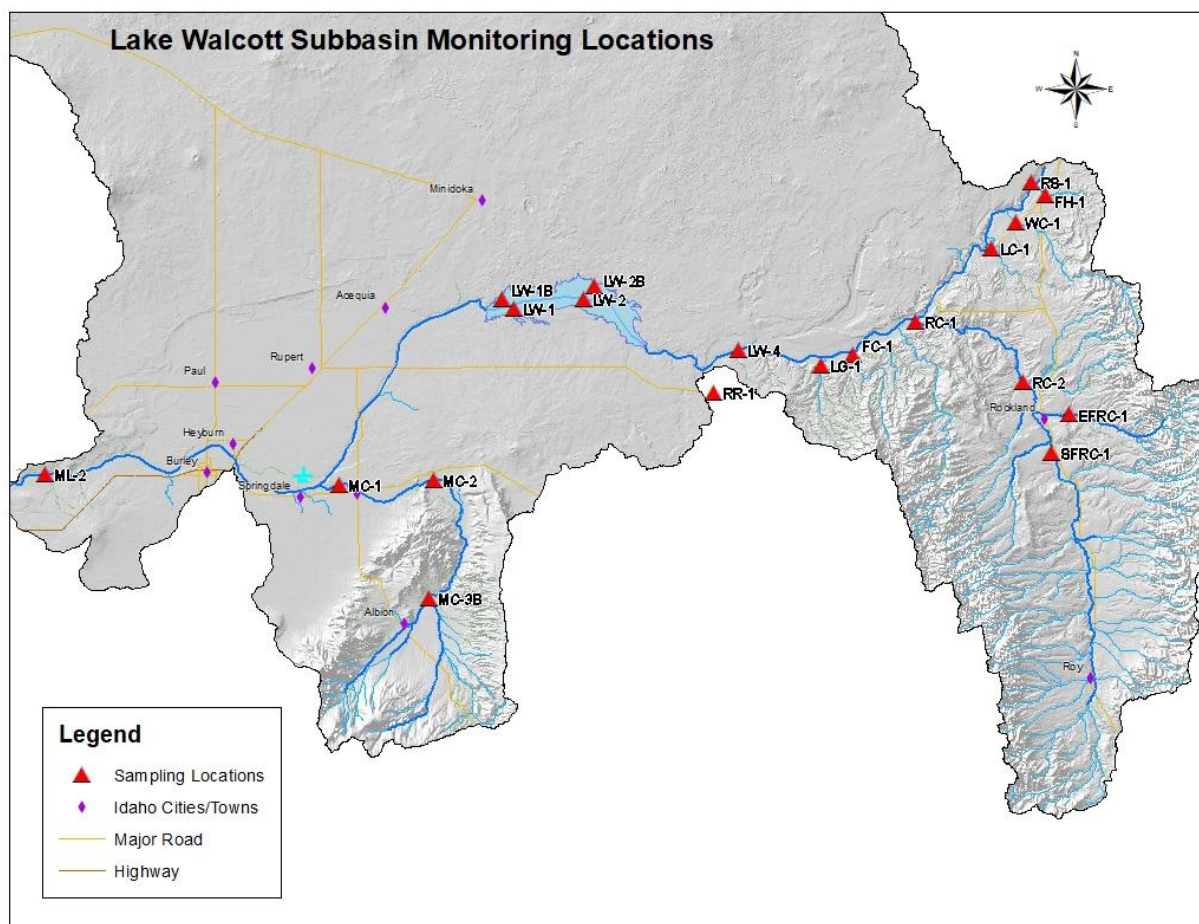 Lake Walcott Subbasin Monitoring Locations
N
W
E
S
Minidoka
RS-1
FH-1
WC-1
LC-1
LW-1B
LW-2B
LW-2
LW-1
Acequia
RC-1
LW-4
FC-1
LG-1
Rupert
Paul
RC-2
RR-1
EFRC-1
Rockland
Heyburn
SFRC-1
Burley
ML-2
MC-2
MC-1
Springdale
MC-3B
Albion
Roy
Legend
Sampling Locations
Idaho Cities/Towns
Major Road
Highway